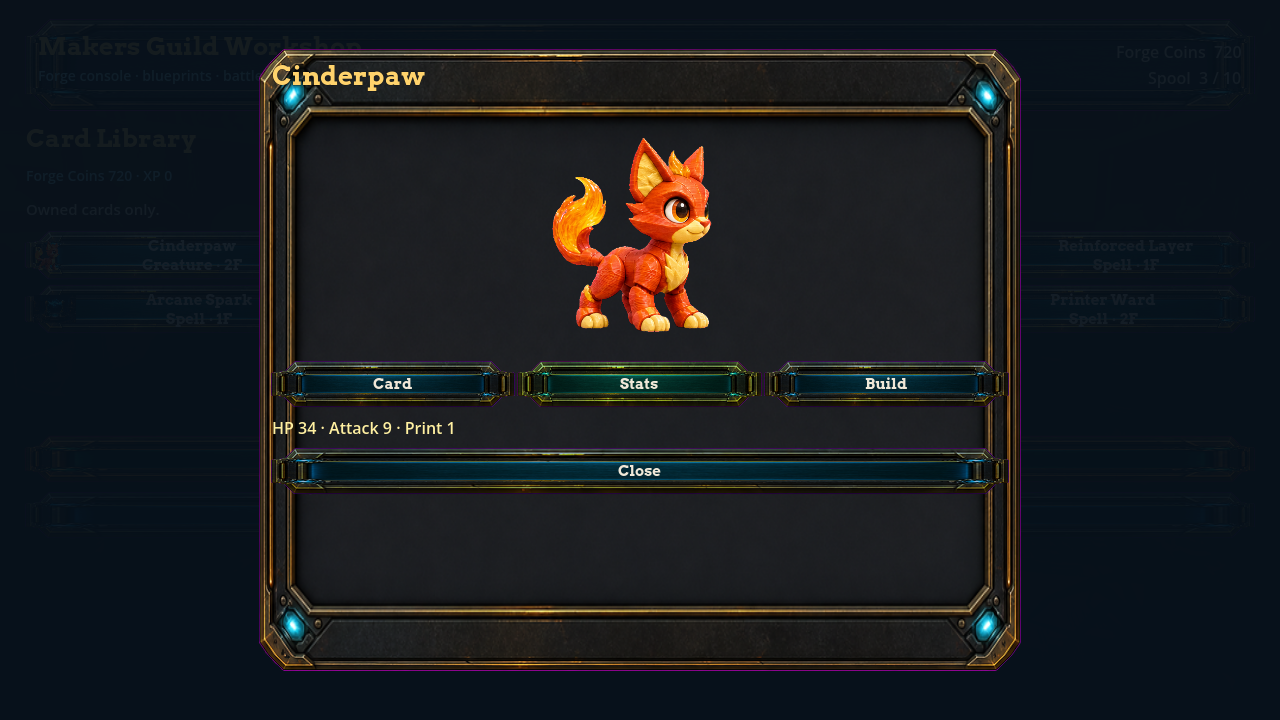 Makers Guild Workshop
Forge console · blueprints · battle
Forge Coins 720
Spool 3 / 10
Cinderpaw
Card Library
Forge Coins 720 · XP 0
Owned cards only.
Cinderpaw
Creature · 2F
Reinforced Layer
Spell · 1F
Arcane Spark
Spell · 1F
Printer Ward
Spell · 2F
Card
Stats
Build
HP 34 · Attack 9 · Print 1
Close